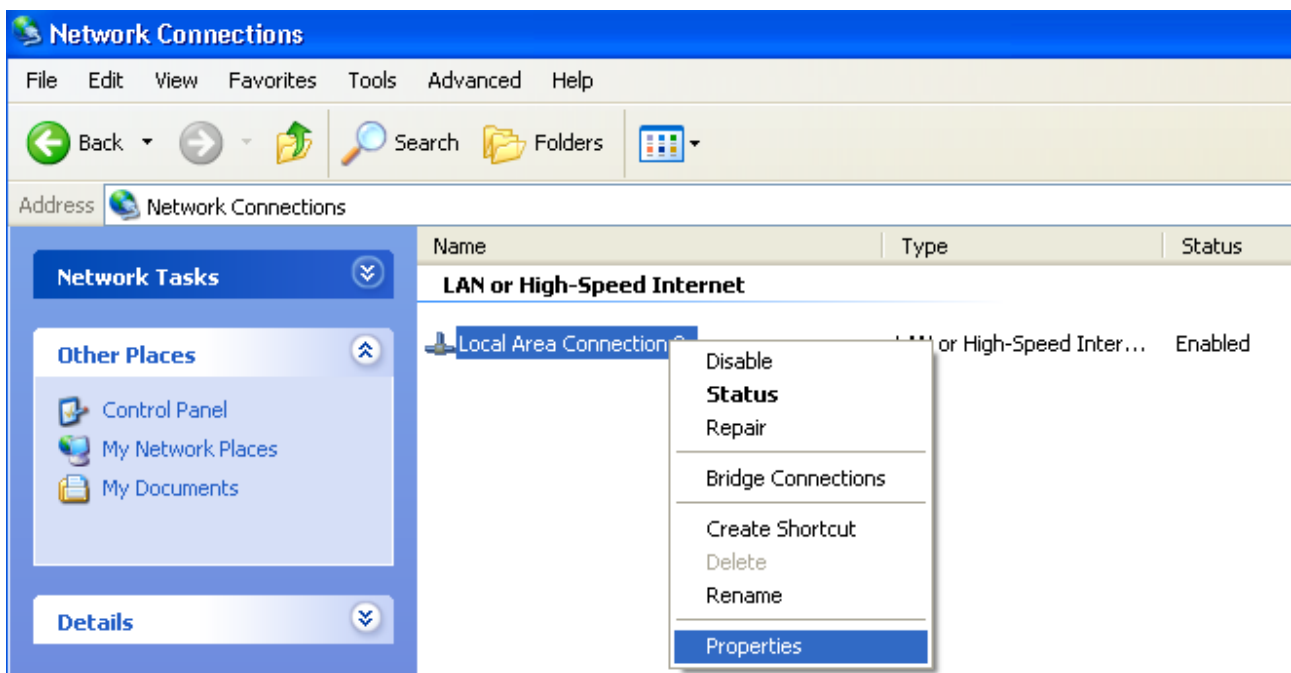 Network Connections
File Edit View Favorites Tools Advanced Help
Back Search Folders
Address Network Connections
Name Type Status
Network Tasks
LAN or High-Speed Internet
Other Places
Local Area Connection or High-Speed Inter... Enabled
Control Panel
My Network Places
My Documents
Details
Disable
Status
Repair
Bridge Connections
Create Shortcut
Delete
Rename
Properties